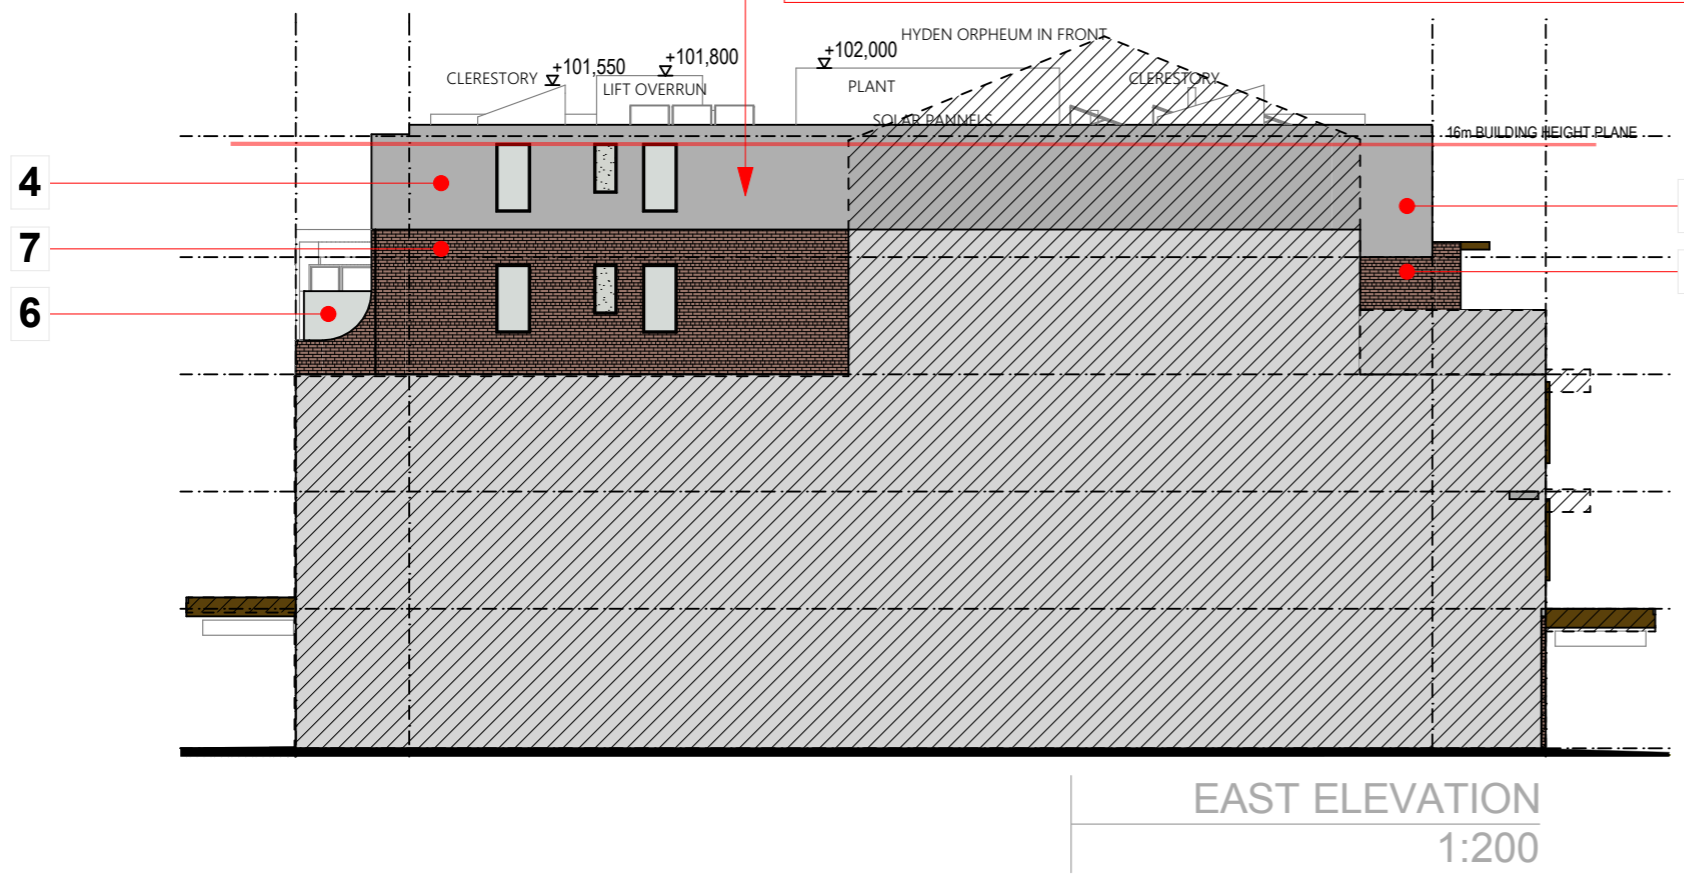 HYDEN ORPHEUM IN FRONT
+101,550
+101,800
+102,000
CLERESTORY
LIFT OVERRUN
PLANT
CLERESTORY
SOLAR PANNELS
16m BUILDING HEIGHT PLANE
4
7
6
EAST ELEVATION
1:200